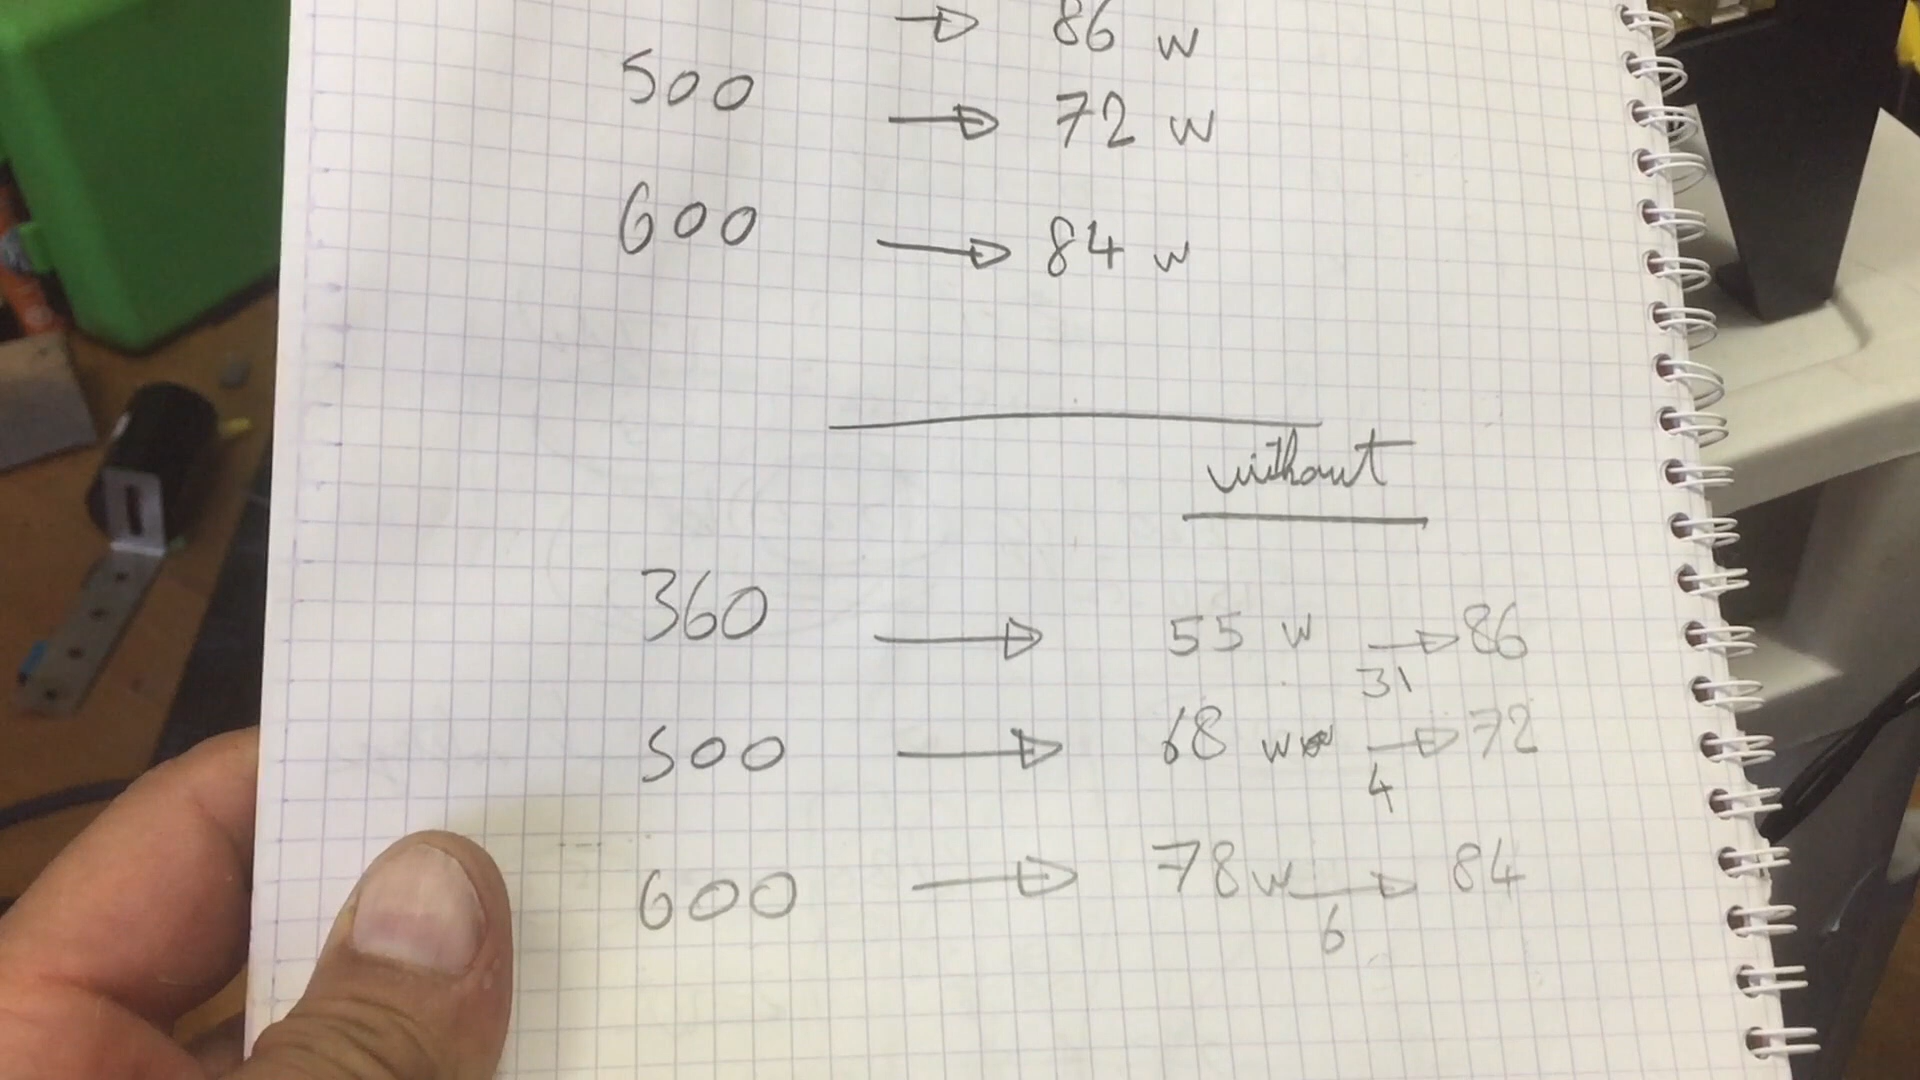 → 86 w
500 → 72 w
600 → 84 w
without
360 → 55 w → 86
31
500 → 68 w → 72
4
600 → 78 w → 84
6